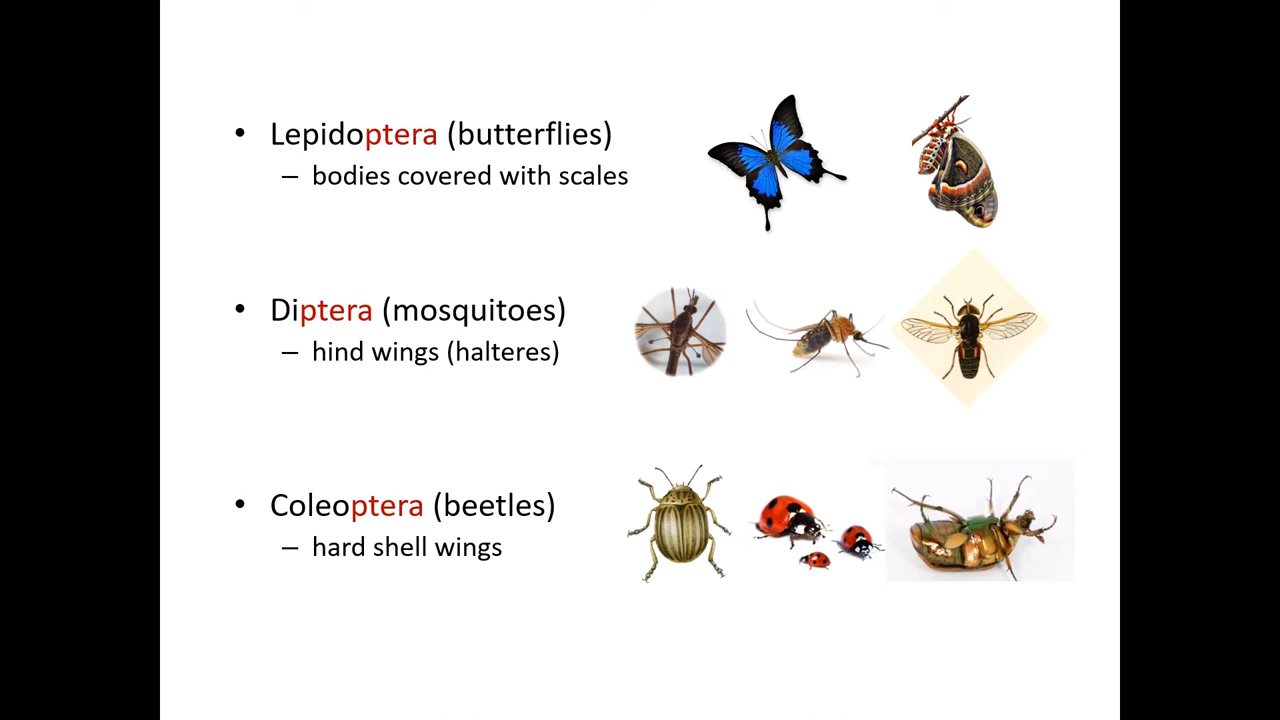 • Lepidoptera (butterflies)
– bodies covered with scales
• Diptera (mosquitoes)
– hind wings (halteres)
• Coleoptera (beetles)
– hard shell wings